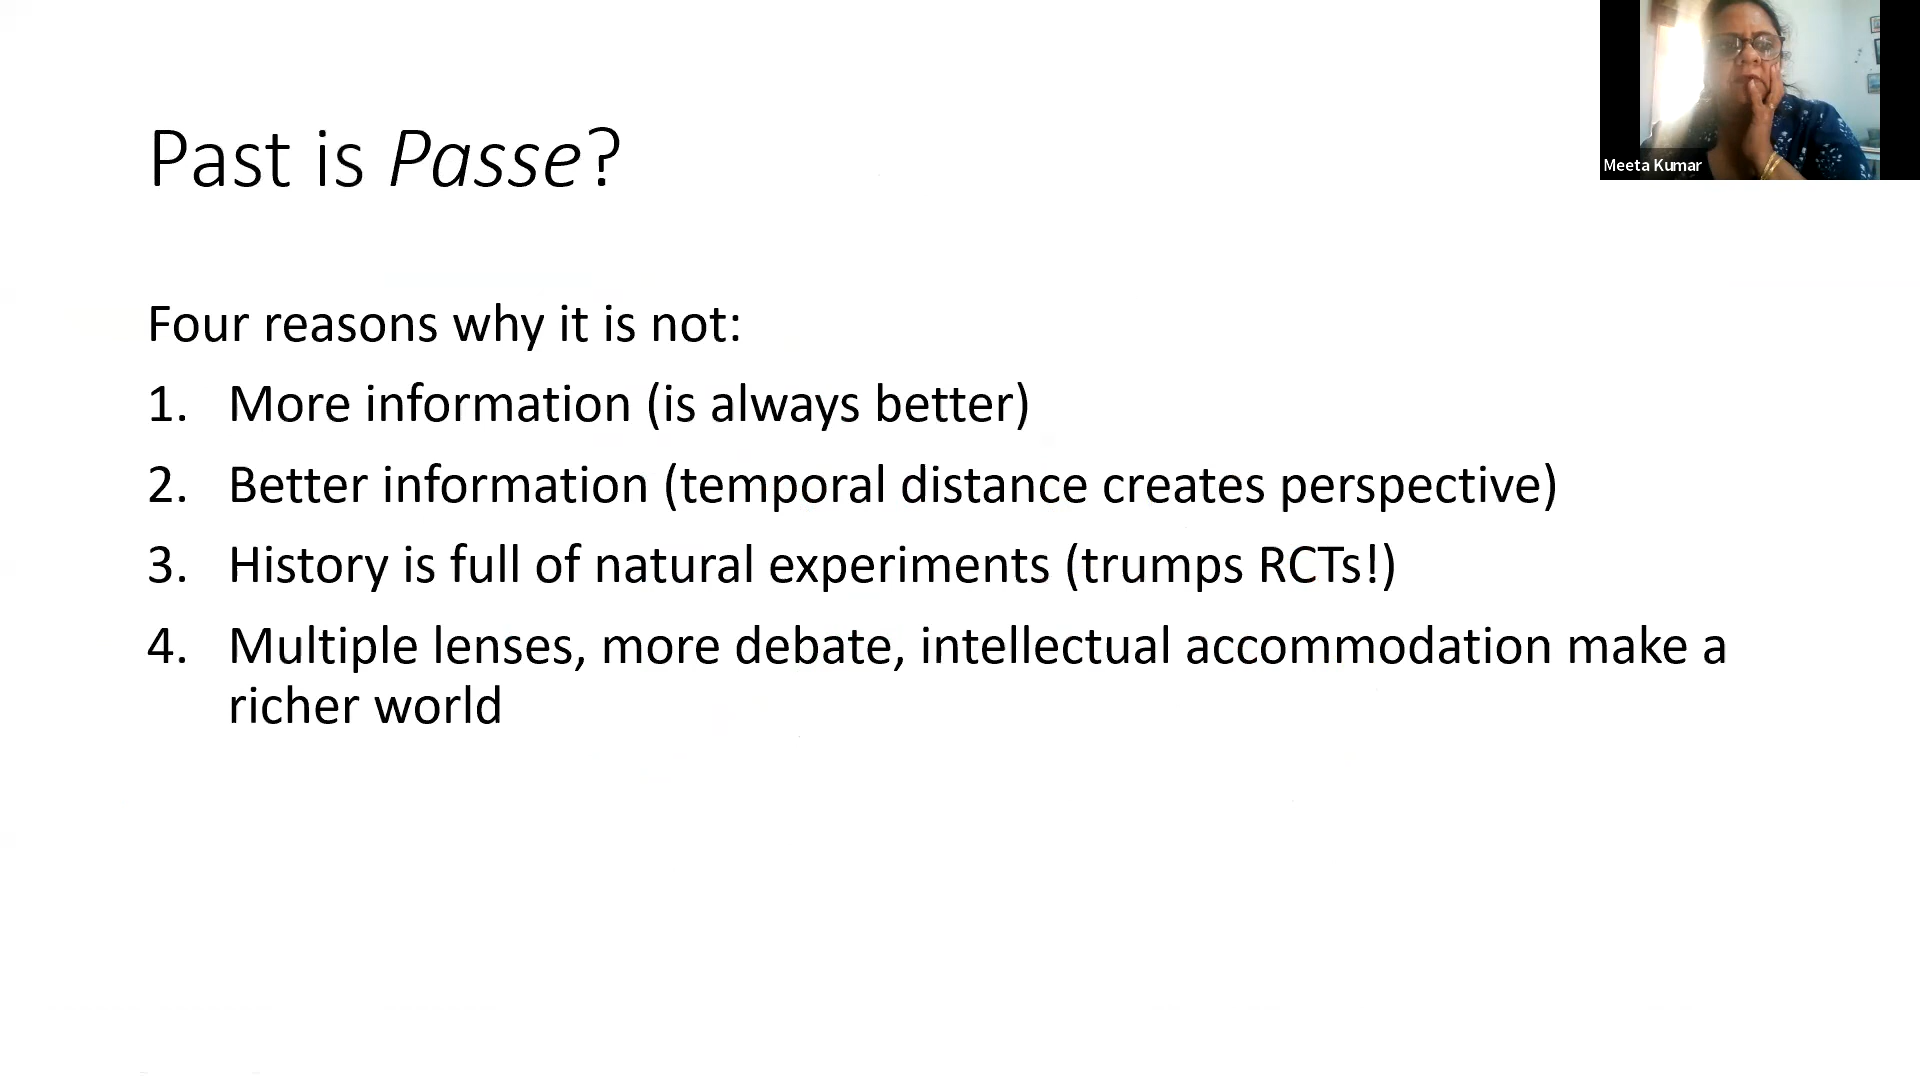 Past is Passe?
Meeta Kumar
Four reasons why it is not:
1. More information (is always better)
2. Better information (temporal distance creates perspective)
3. History is full of natural experiments (trumps RCTs!)
4. Multiple lenses, more debate, intellectual accommodation make a
richer world